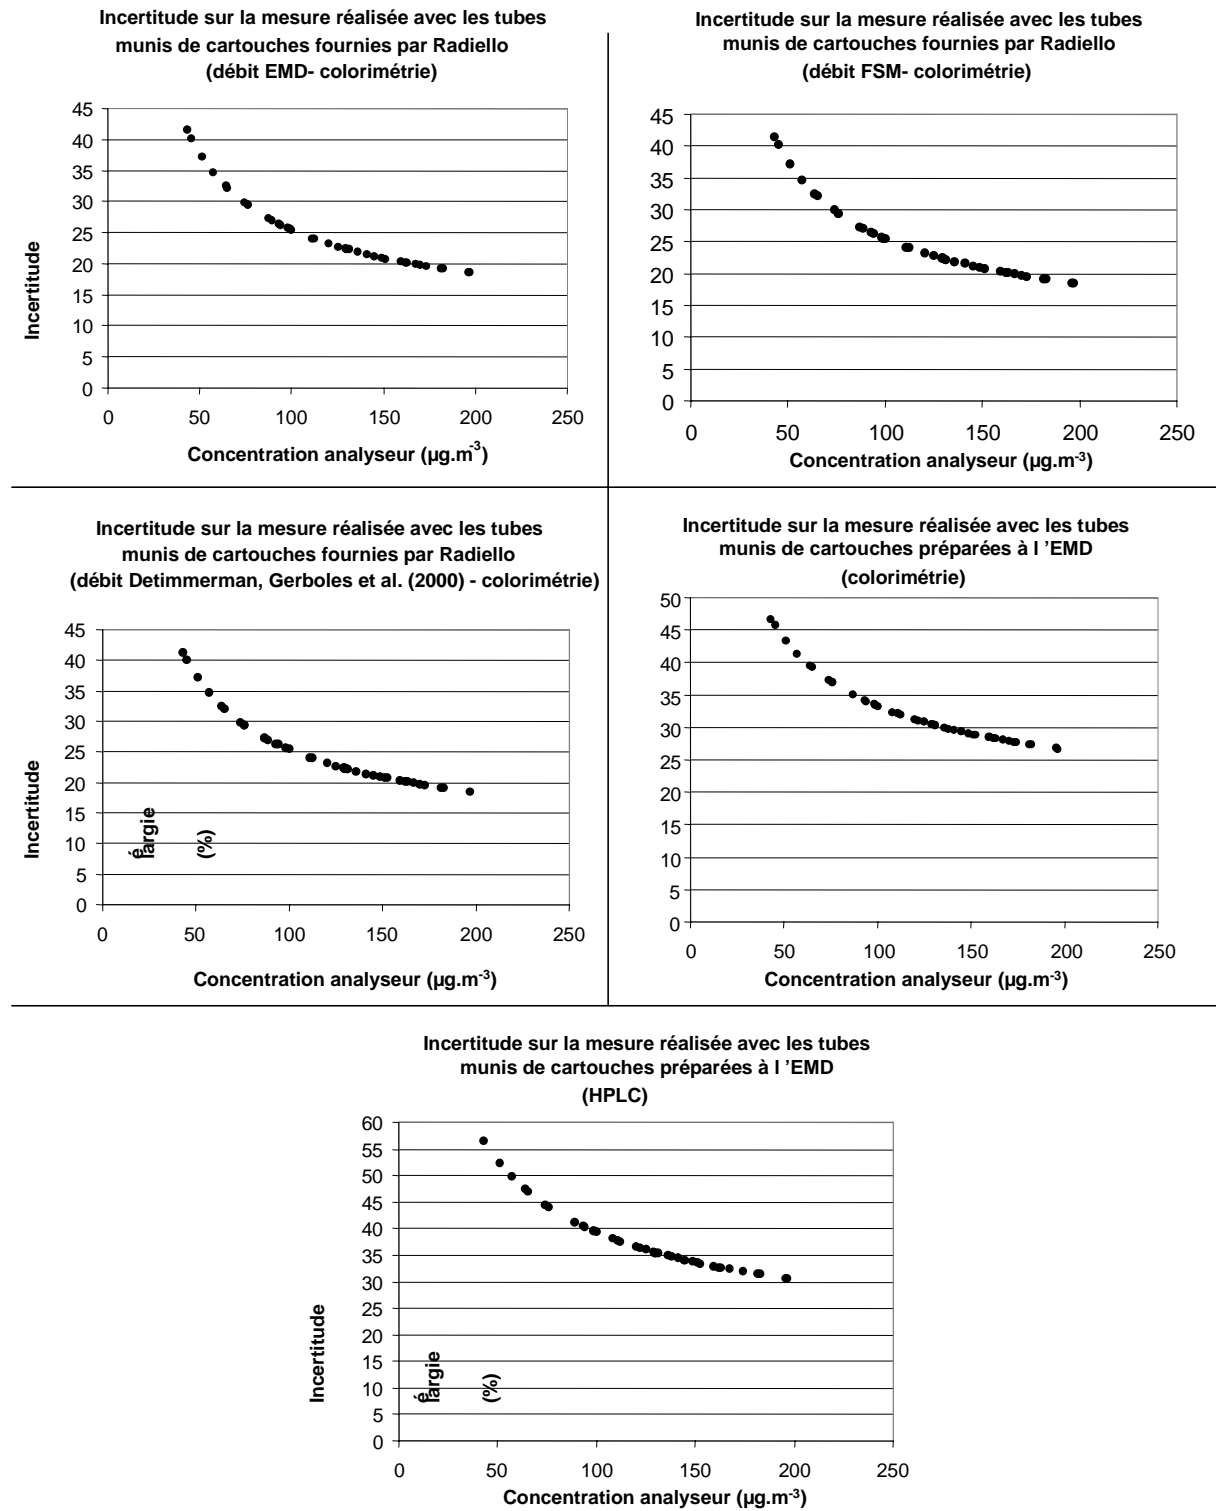 Incertitude sur la mesure réalisée avec les tubes
munis de cartouches fournies par Radiello
(débit EMD- colorimétrie)
45
40
35
30
25
20
15
10
5
0
Incertitude
0 50 100 150 200 250
Concentration analyseur (µg.m-3)
Incertitude sur la mesure réalisée avec les tubes
munis de cartouches fournies par Radiello
(débit FSM- colorimétrie)
45
40
35
30
25
20
15
10
5
0
0 50 100 150 200 250
Concentration analyseur (µg.m-3)
Incertitude sur la mesure réalisée avec les tubes
munis de cartouches fournies par Radiello
(débit Detimmerman, Gerboles et al. (2000) - colorimétrie)
45
40
35
30
25
20
15
10
5
0
Incertitude
é
largie
(%)
0 50 100 150 200 250
Concentration analyseur (µg.m-3)
Incertitude sur la mesure réalisée avec les tubes
munis de cartouches préparées à l ’EMD
(colorimétrie)
50
45
40
35
30
25
20
15
10
5
0
0 50 100 150 200 250
Concentration analyseur (µg.m-3)
Incertitude sur la mesure réalisée avec les tubes
munis de cartouches préparées à l ’EMD
(HPLC)
60
55
50
45
40
35
30
25
20
15
10
5
0
Incertitude
é
largie
(%)
0 50 100 150 200 250
Concentration analyseur (µg.m-3)